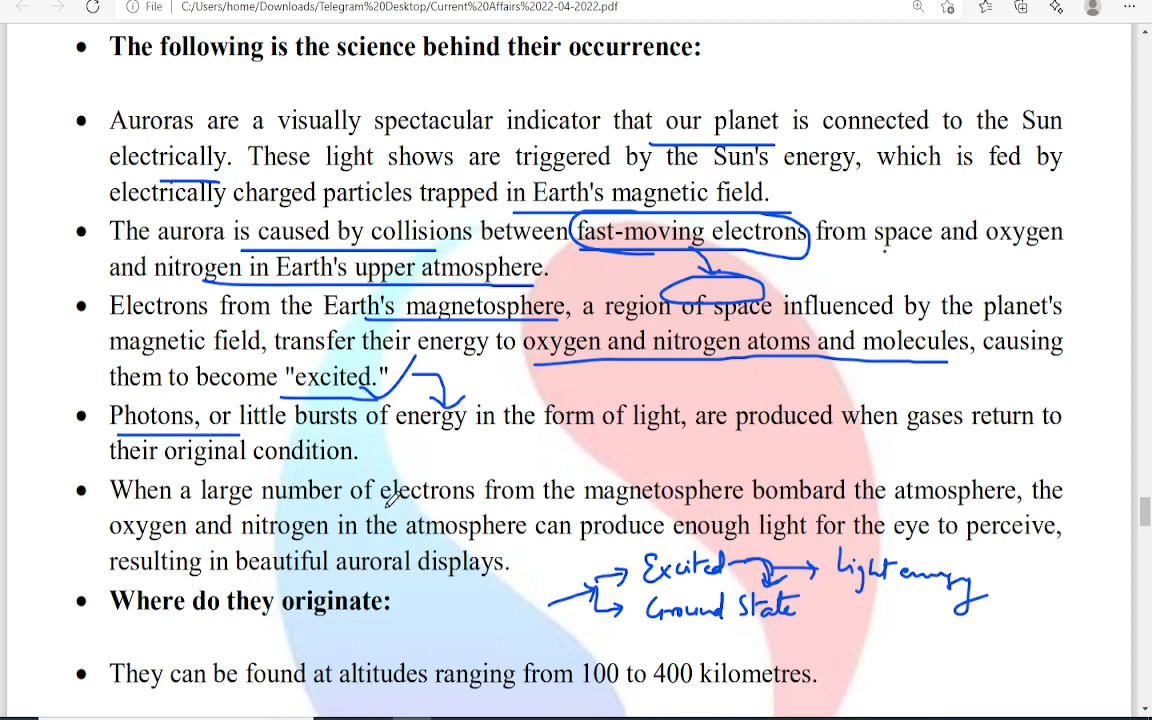 File C:/Users/home/Downloads/Telegram%20Desktop/Current%20Affairs%2022-04-2022.pdf
• The following is the science behind their occurrence:
• Auroras are a visually spectacular indicator that our planet is connected to the Sun
electrically. These light shows are triggered by the Sun's energy, which is fed by
electrically charged particles trapped in Earth's magnetic field.
• The aurora is caused by collisions between fast-moving electrons from space and oxygen
and nitrogen in Earth's upper atmosphere.
• Electrons from the Earth's magnetosphere, a region of space influenced by the planet's
magnetic field, transfer their energy to oxygen and nitrogen atoms and molecules, causing
them to become "excited."
• Photons, or little bursts of energy in the form of light, are produced when gases return to
their original condition.
• When a large number of electrons from the magnetosphere bombard the atmosphere, the
oxygen and nitrogen in the atmosphere can produce enough light for the eye to perceive,
resulting in beautiful auroral displays.
Excited → Light energy
Ground State
• Where do they originate:
• They can be found at altitudes ranging from 100 to 400 kilometres.